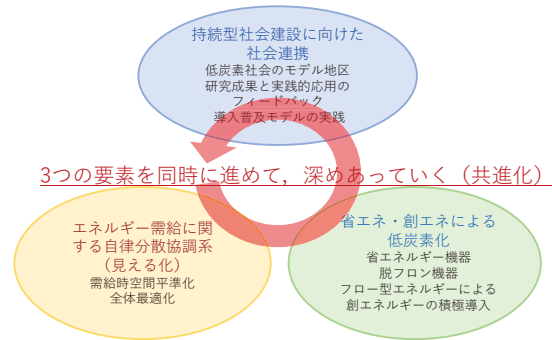 持続型社会建設に向けた
社会連携
低炭素社会のモデル地区
研究成果と実践的応用の
フィードバック
導入普及モデルの実践
3つの要素を同時に進めて，深めあっていく（共進化）
エネルギー需給に関
する自律分散協調系
（見える化）
需給時空間平準化
全体最適化
省エネ・創エネによる
低炭素化
省エネルギー機器
脱フロン機器
フロー型エネルギーによる
創エネルギーの積極導入